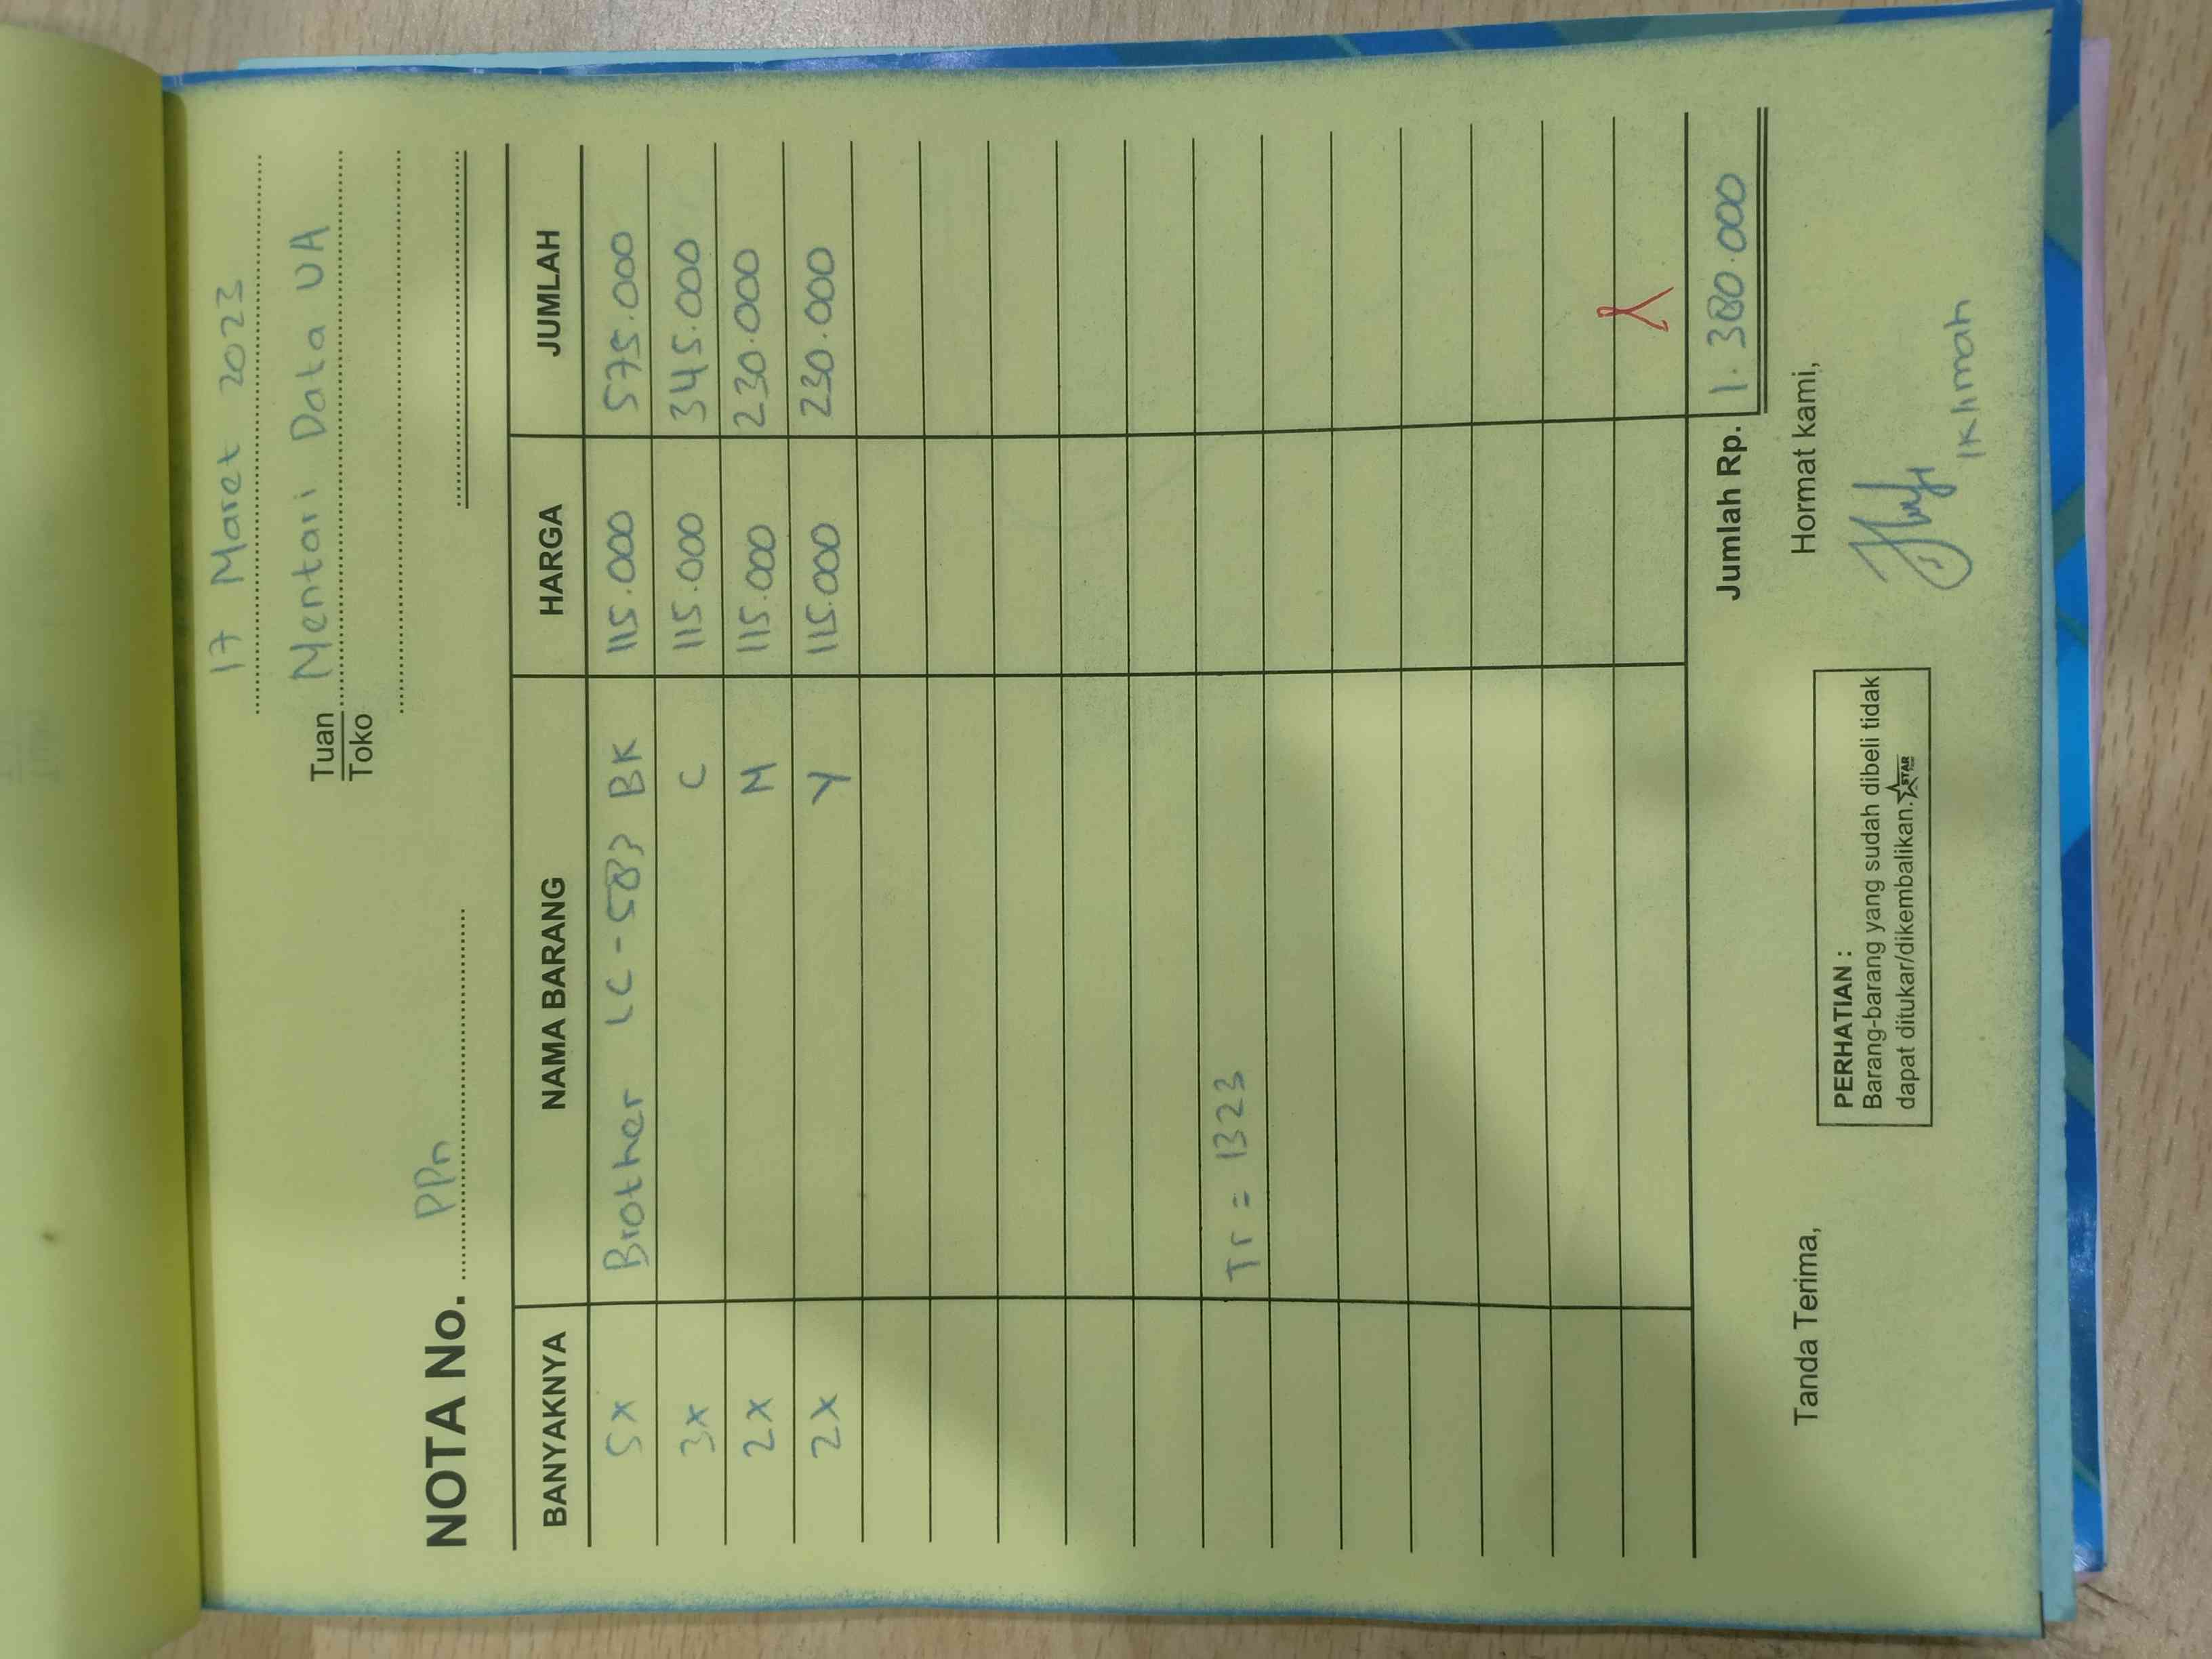 17 Maret 2023
Tuan Mentari Data UA
Toko
NOTA No. PPn
BANYAKNYA NAMA BARANG HARGA JUMLAH
5x Brother LC-583 BK 115.000 575.000
3x C 115.000 345.000
2x M 115.000 230.000
2x Y 115.000 230.000
Tr = 1323
Jumlah Rp. 1.380.000
Tanda Terima,
PERHATIAN :
Barang-barang yang sudah dibeli tidak
dapat ditukar/dikembalikan. STAR
Hormat kami,
Iklimah